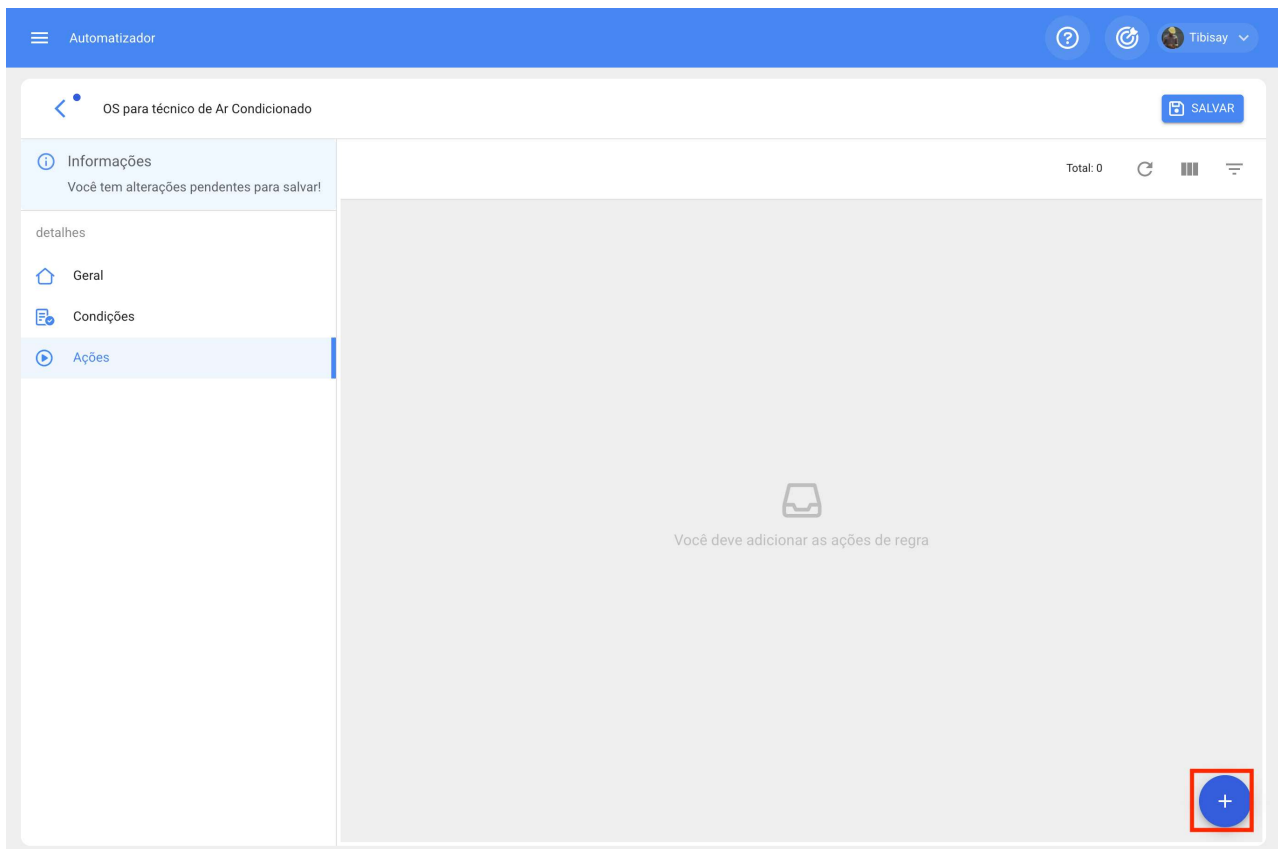 Automatizador
Tibisay
OS para técnico de Ar Condicionado
SALVAR
Informações
Você tem alterações pendentes para salvar!
Total: 0
detalhes
Geral
Condições
Ações
Você deve adicionar as ações de regra